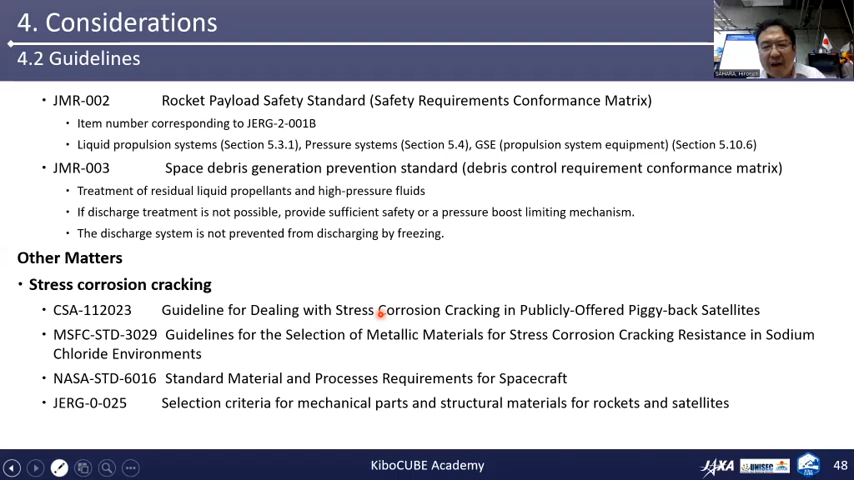 4. Considerations
4.2 Guidelines
SAHARA, Hironori
• JMR-002 Rocket Payload Safety Standard (Safety Requirements Conformance Matrix)
• Item number corresponding to JERG-2-001B
• Liquid propulsion systems (Section 5.3.1), Pressure systems (Section 5.4), GSE (propulsion system equipment) (Section 5.10.6)
• JMR-003 Space debris generation prevention standard (debris control requirement conformance matrix)
• Treatment of residual liquid propellants and high-pressure fluids
• If discharge treatment is not possible, provide sufficient safety or a pressure boost limiting mechanism.
• The discharge system is not prevented from discharging by freezing.
Other Matters
• Stress corrosion cracking
• CSA-112023 Guideline for Dealing with Stress Corrosion Cracking in Publicly-Offered Piggy-back Satellites
• MSFC-STD-3029 Guidelines for the Selection of Metallic Materials for Stress Corrosion Cracking Resistance in Sodium
Chloride Environments
• NASA-STD-6016 Standard Material and Processes Requirements for Spacecraft
• JERG-0-025 Selection criteria for mechanical parts and structural materials for rockets and satellites
KiboCUBE Academy
JAXA
UNISEC
48